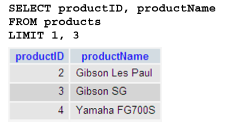 SELECT productID, productName
FROM products
LIMIT 1, 3
productID productName
2 Gibson Les Paul
3 Gibson SG
4 Yamaha FG700S